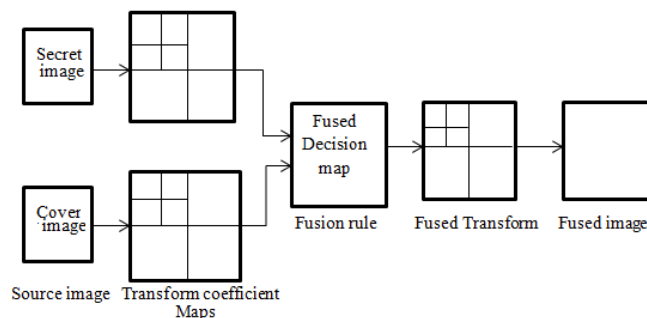 Secret
image
Fused
Decision
map
Cover
image
Fusion rule
Fused Transform
Fused image
Source image
Transform coefficient
Maps